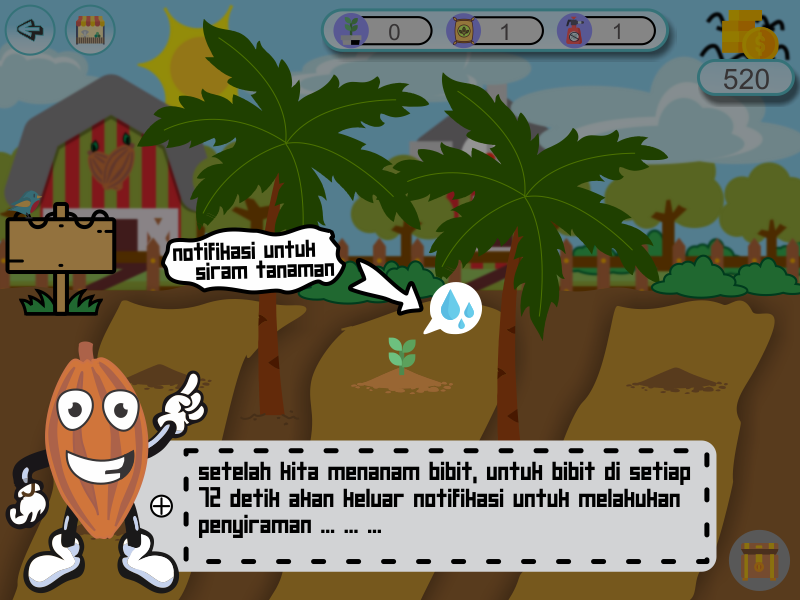 0
1
1
520
notifikasi untuk
siram tanaman
setelah kita menanam bibit, untuk bibit di setiap
12 detik akan keluar notifikasi untuk melakukan
penyiraman ... ... ...